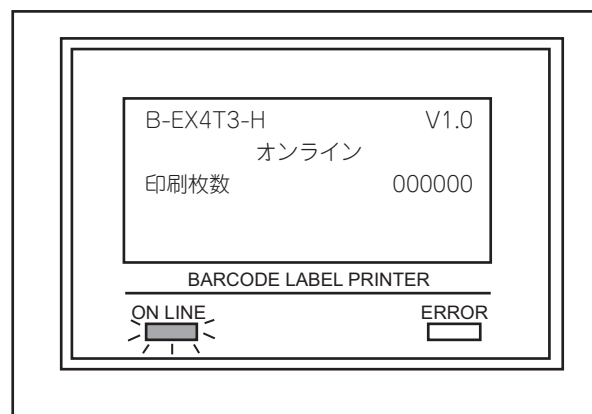 B-EX4T3-H V1.0
オンライン
印刷枚数 000000
BARCODE LABEL PRINTER
ON LINE ERROR